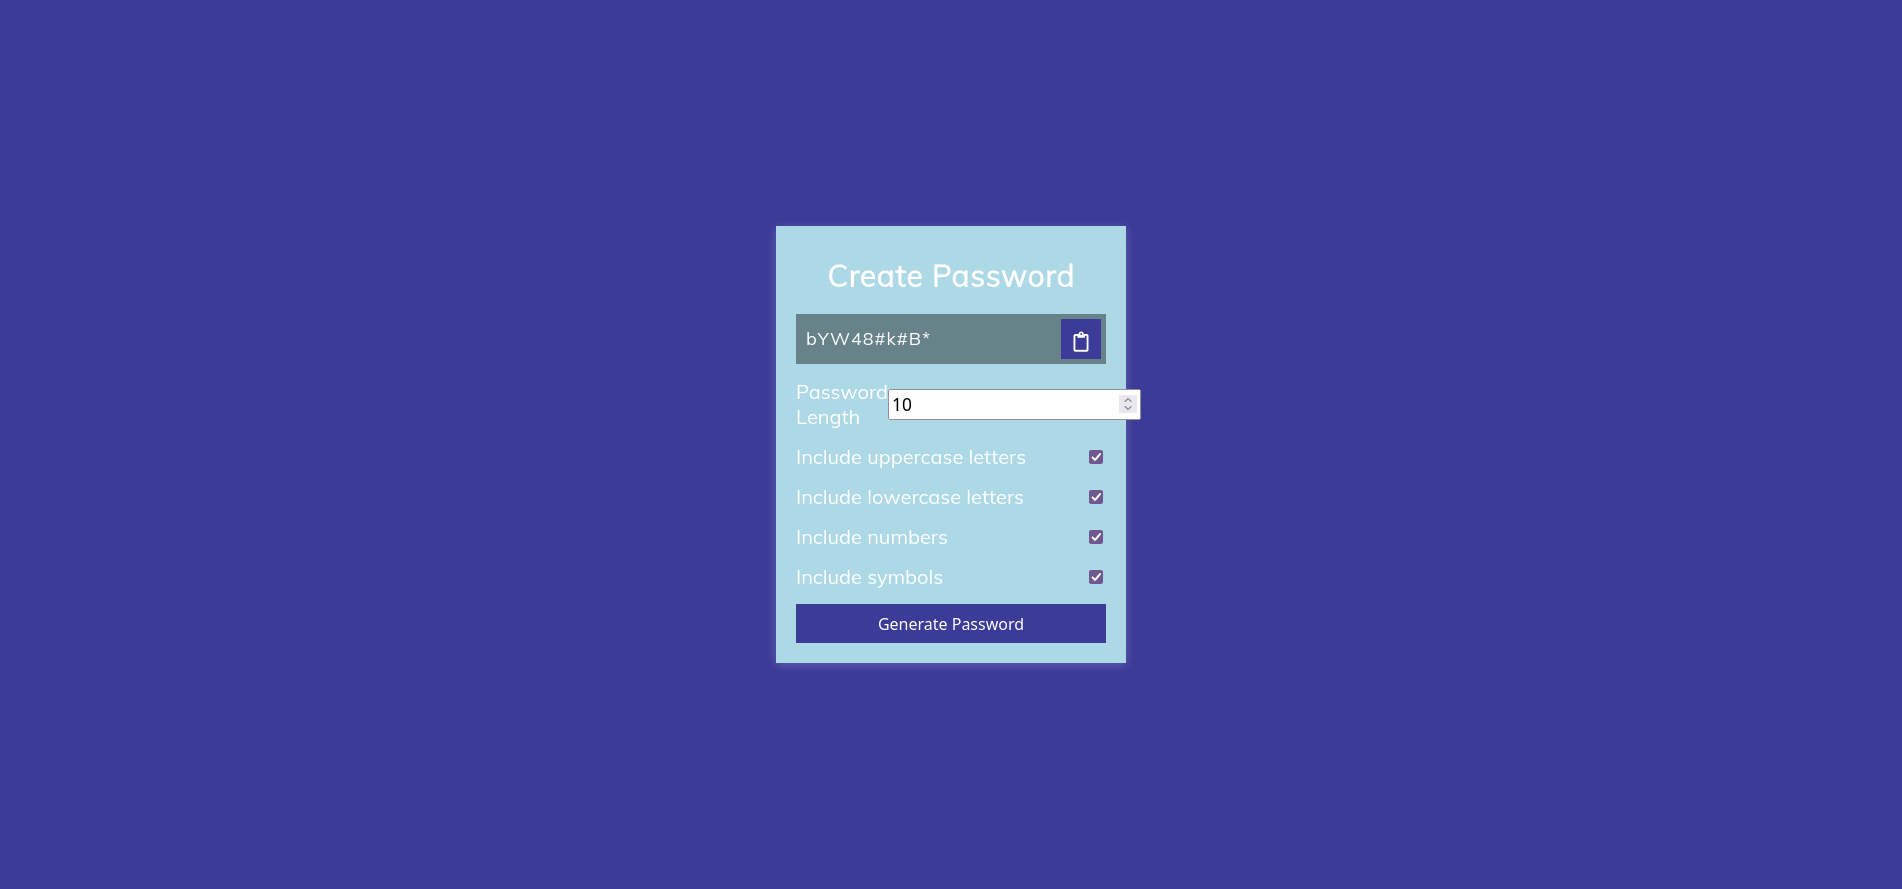 Create Password
bYW48#k#B*
Password
Length
10
Include uppercase letters
Include lowercase letters
Include numbers
Include symbols
Generate Password